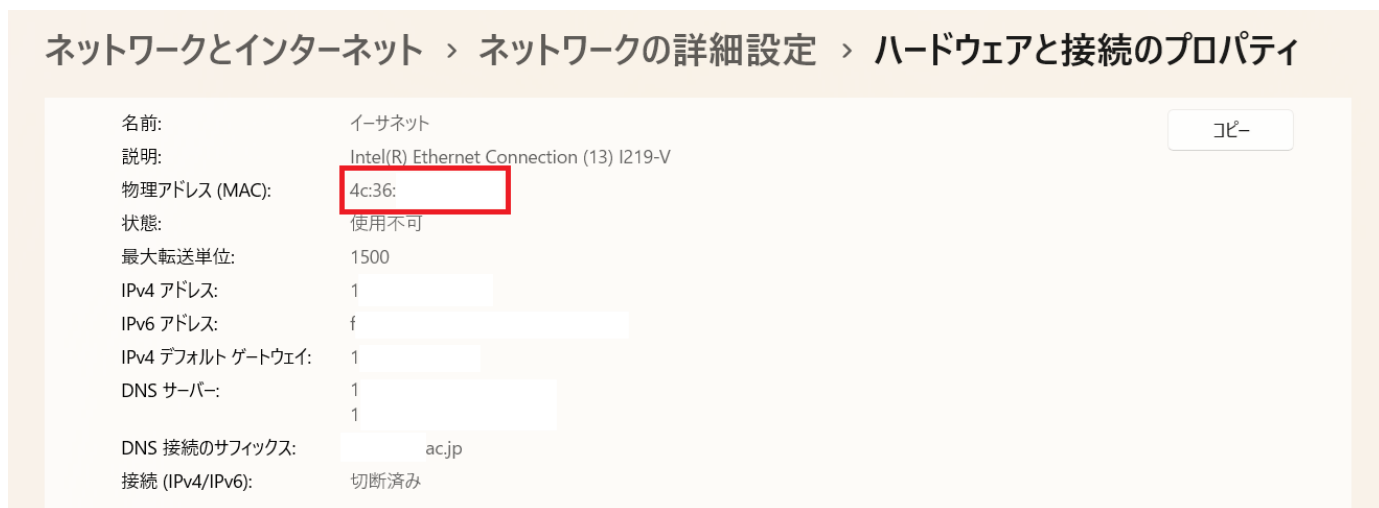 ネットワークとインターネット › ネットワークの詳細設定 › ハードウェアと接続のプロパティ
コピー
名前: イーサネット
説明: Intel(R) Ethernet Connection (13) I219-V
物理アドレス (MAC): 4c:36:
状態: 使用不可
最大転送単位: 1500
IPv4 アドレス: 1
IPv6 アドレス: f
IPv4 デフォルト ゲートウェイ: 1
DNS サーバー: 1
1
DNS 接続のサフィックス: ac.jp
接続 (IPv4/IPv6): 切断済み